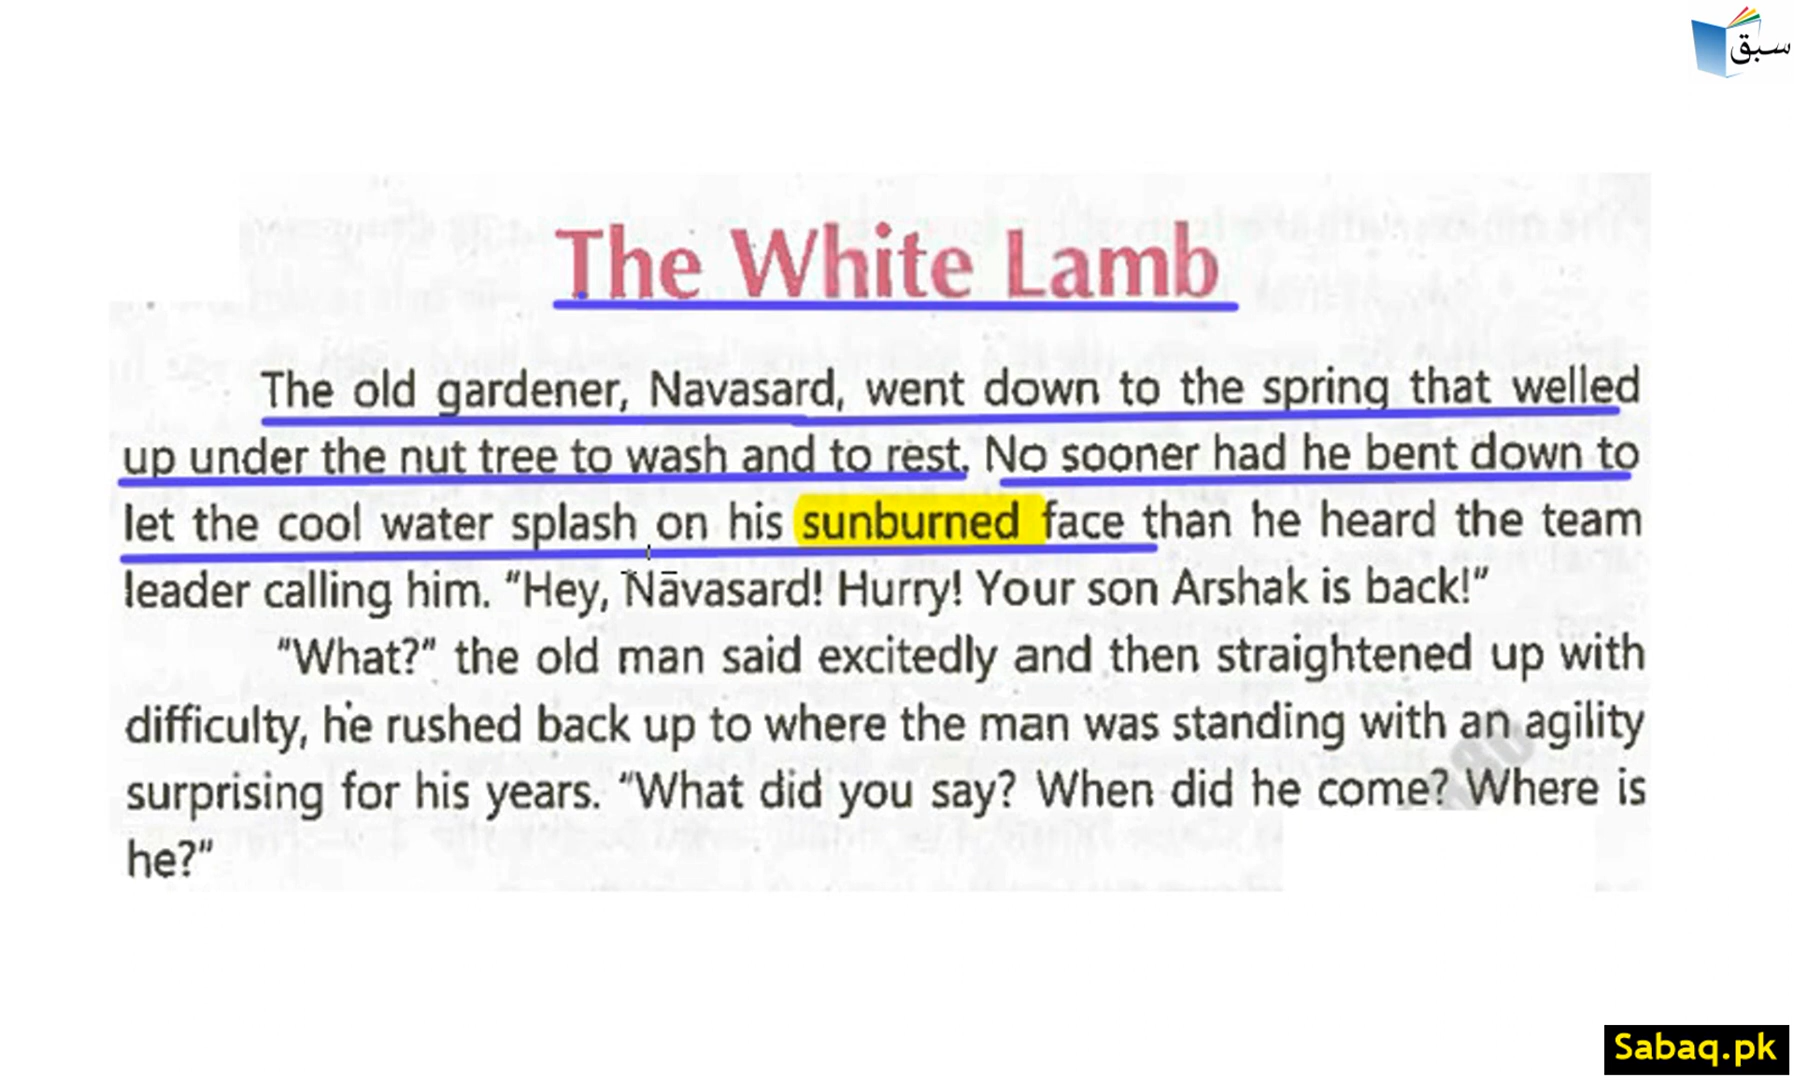 سبق
The White Lamb
The old gardener, Navasard, went down to the spring that welled
up under the nut tree to wash and to rest. No sooner had he bent down to
let the cool water splash on his sunburned face than he heard the team
leader calling him. "Hey, Navasard! Hurry! Your son Arshak is back!"
"What?" the old man said excitedly and then straightened up with
difficulty, he rushed back up to where the man was standing with an agility
surprising for his years. "What did you say? When did he come? Where is
he?"
Sabaq.pk